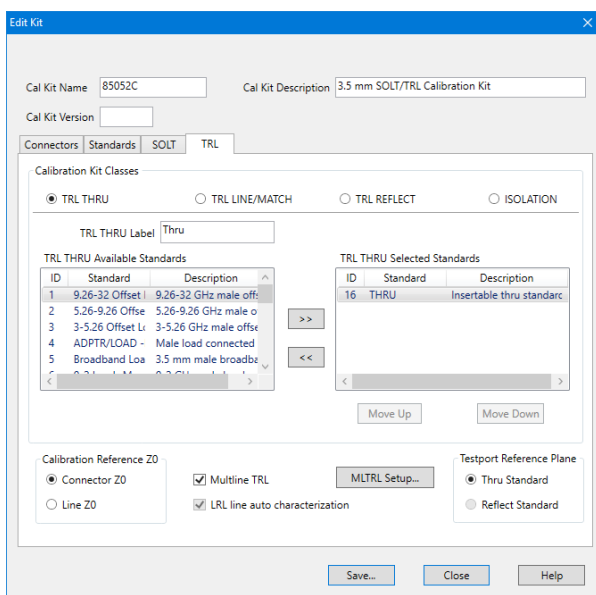 Edit Kit
Cal Kit Name 85052C Cal Kit Description 3.5 mm SOLT/TRL Calibration Kit
Cal Kit Version
Connectors Standards SOLT TRL
Calibration Kit Classes
TRL THRU TRL LINE/MATCH TRL REFLECT ISOLATION
TRL THRU Label Thru
TRL THRU Available Standards TRL THRU Selected Standards
ID Standard Description ID Standard Description
1 9.26-32 Offset 9.26-32 GHz male offs 16 THRU Insertable thru standard
2 5.26-9.26 Offse 5.26-9.26 GHz male o
3 3-5.26 Offset Lo 3-5.26 GHz male offse
>>
4 ADPTR/LOAD - Male load connected
5 Broadband Loa 3.5 mm male broadba
<<
Move Up Move Down
Calibration Reference Z0 Testport Reference Plane
Connector Z0 Multline TRL MLTRL Setup... Thru Standard
Line Z0 LRL line auto characterization Reflect Standard
Save... Close Help